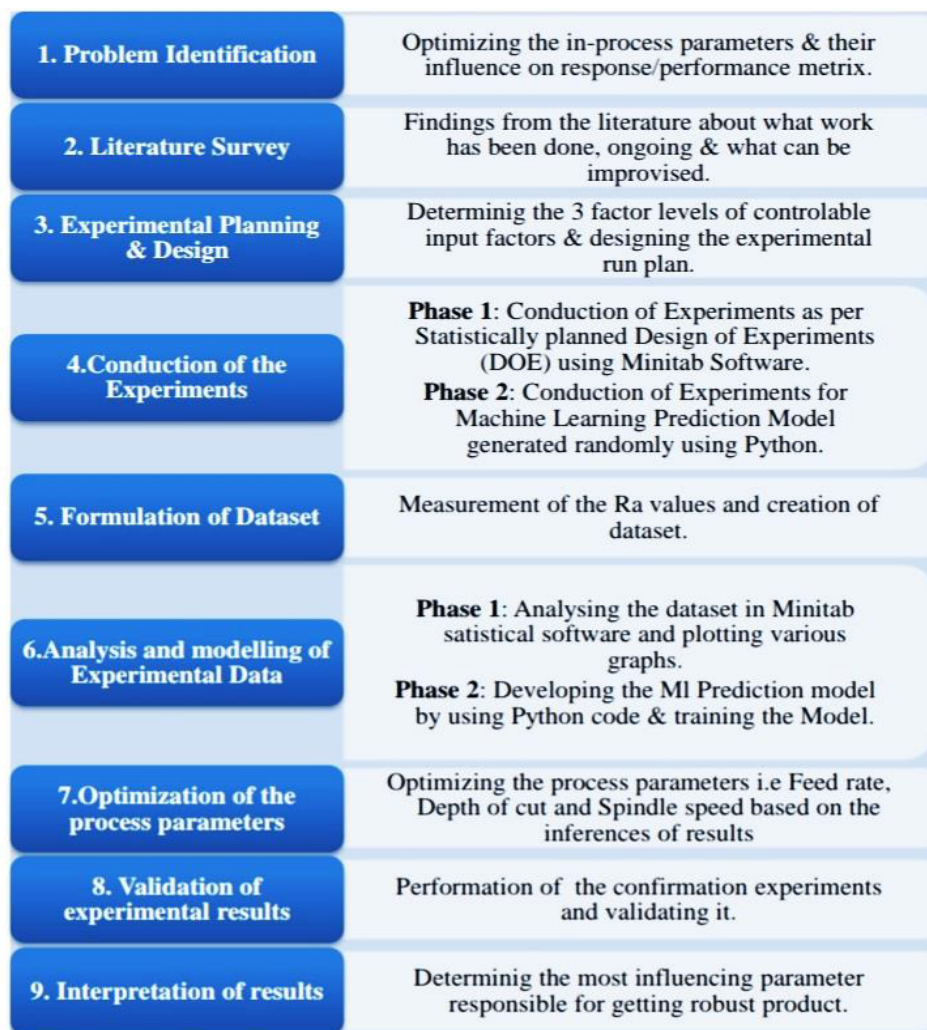 1. Problem Identification
Optimizing the in-process parameters & their
influence on response/performance metrix.
2. Literature Survey
Findings from the literature about what work
has been done, ongoing & what can be
improvised.
3. Experimental Planning
& Design
Determinig the 3 factor levels of controlable
input factors & designing the experimental
run plan.
4.Conduction of the
Experiments
Phase 1: Conduction of Experiments as per
Statistically planned Design of Experiments
(DOE) using Minitab Software.
Phase 2: Conduction of Experiments for
Machine Learning Prediction Model
generated randomly using Python.
5. Formulation of Dataset
Measurement of the Ra values and creation of
dataset.
6.Analysis and modelling of
Experimental Data
Phase 1: Analysing the dataset in Minitab
satistical software and plotting various
graphs.
Phase 2: Developing the Ml Prediction model
by using Python code & training the Model.
7.Optimization of the
process parameters
Optimizing the process parameters i.e Feed rate,
Depth of cut and Spindle speed based on the
inferences of results
8. Validation of
experimental results
Performation of the confirmation experiments
and validating it.
9. Interpretation of results
Determinig the most influencing parameter
responsible for getting robust product.